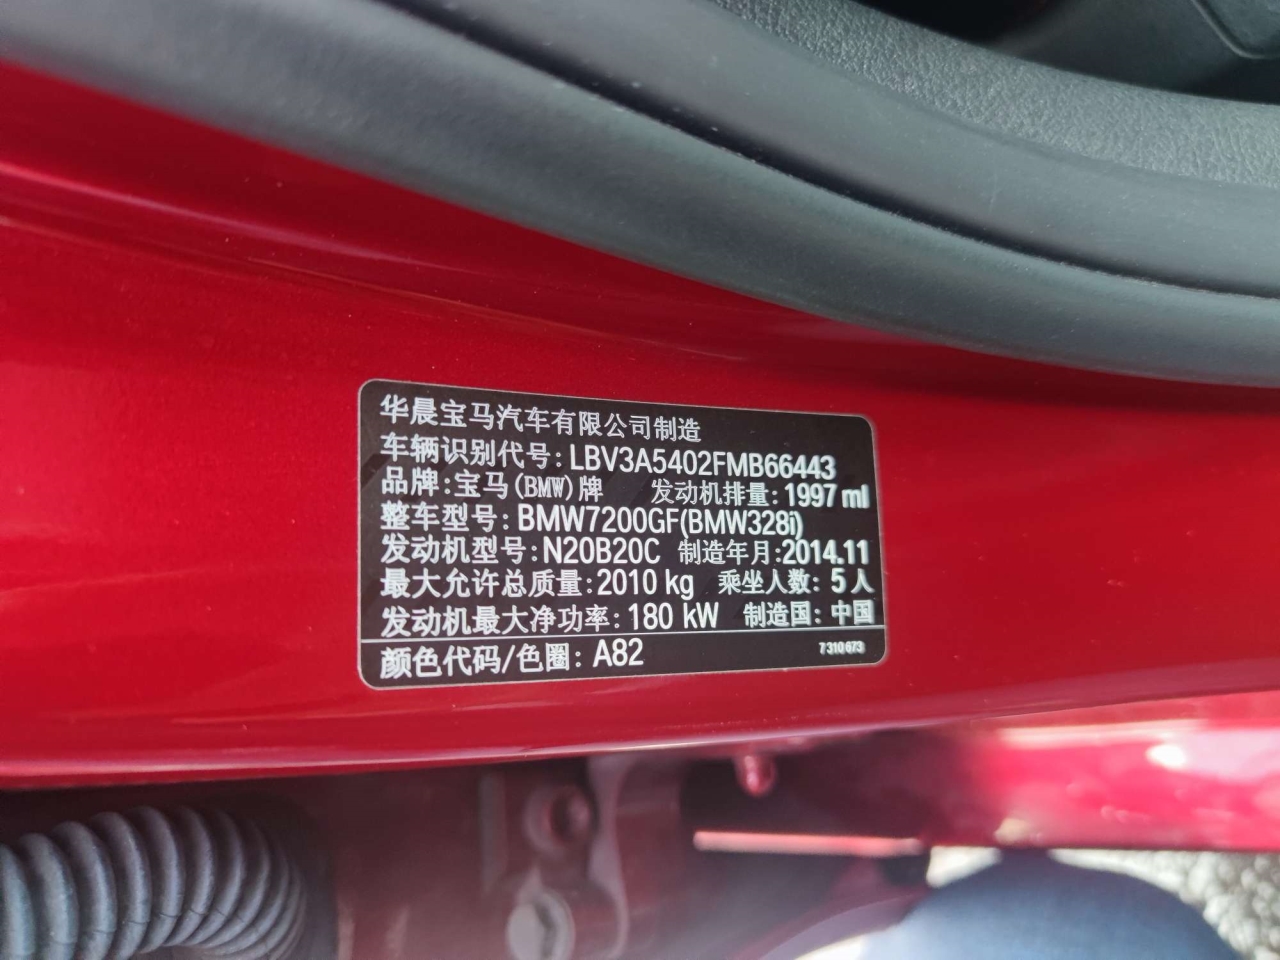 华晨宝马汽车有限公司制造
车辆识别代号: LBV3A5402FMB66443
品牌: 宝马(BMW)牌 发动机排量: 1997 ml
整车型号: BMW7200GF(BMW328i)
发动机型号: N20B20C 制造年月: 2014.11
最大允许总质量: 2010 kg 乘坐人数: 5人
发动机最大净功率: 180 kW 制造国: 中国
颜色代码/色圈: A82 7310673